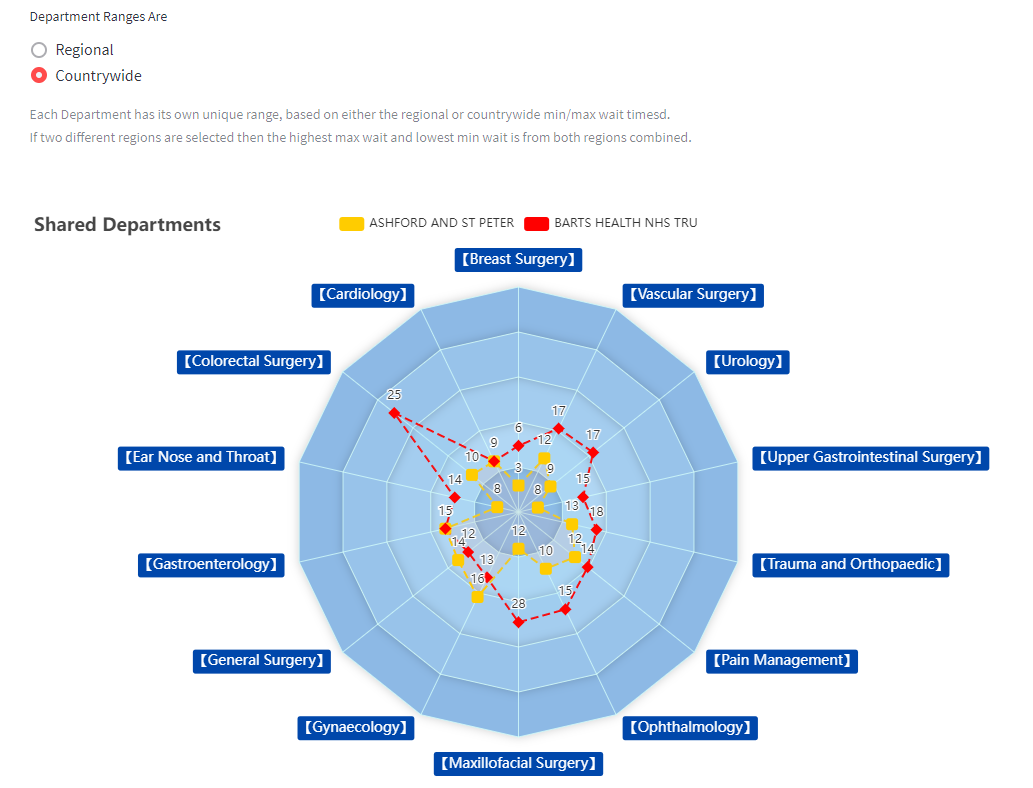 Department Ranges Are
Regional
Countrywide
Each Department has its own unique range, based on either the regional or countrywide min/max wait timesd.
If two different regions are selected then the highest max wait and lowest min wait is from both regions combined.
Shared Departments
ASHFORD AND ST PETER BARTS HEALTH NHS TRU
【Breast Surgery】
【Cardiology】 【Vascular Surgery】
【Colorectal Surgery】 【Urology】
25
17
6
17
9 12
10 3 9
【Ear Nose and Throat】 【Upper Gastrointestinal Surgery】
14 8 8 15
15 13 18
12 12 12
14 14
10
13
【Gastroenterology】 【Trauma and Orthopaedic】
16
15
28
【General Surgery】 【Pain Management】
【Gynaecology】 【Ophthalmology】
【Maxillofacial Surgery】